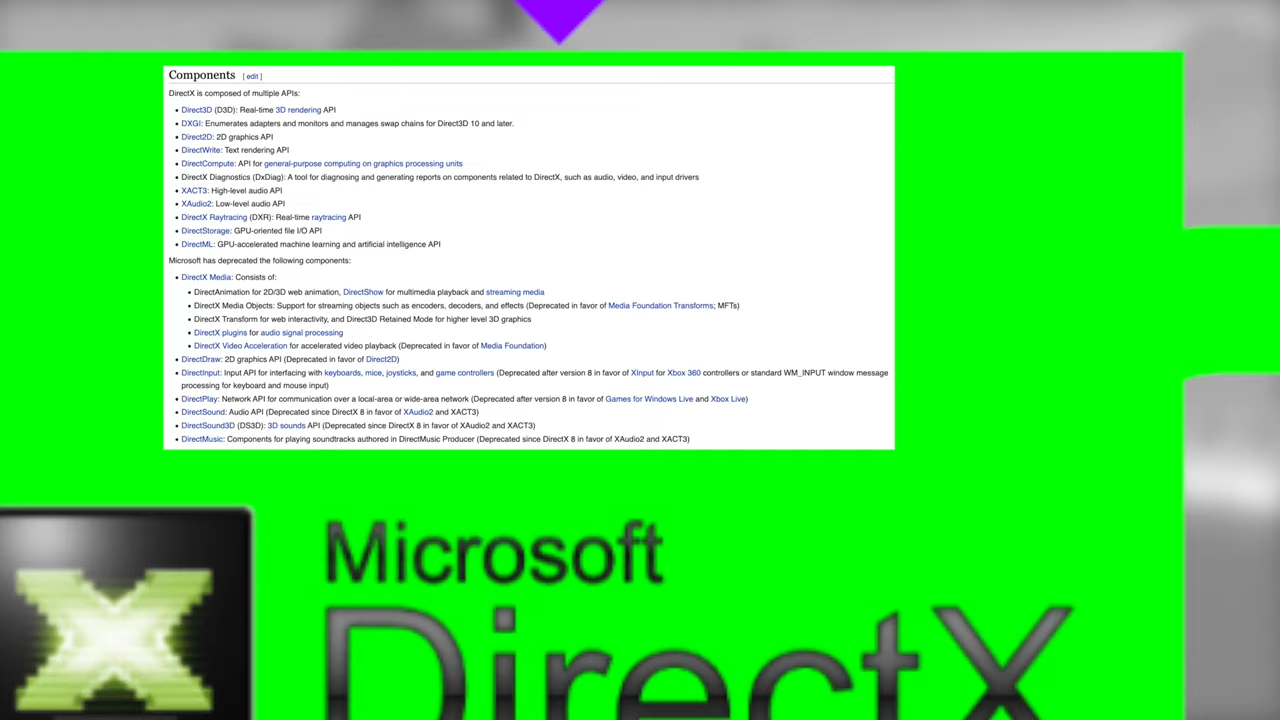 Components [ edit ]
DirectX is composed of multiple APIs:
• Direct3D (D3D): Real-time 3D rendering API
• DXGI: Enumerates adapters and monitors and manages swap chains for Direct3D 10 and later.
• Direct2D: 2D graphics API
• DirectWrite: Text rendering API
• DirectCompute: API for general-purpose computing on graphics processing units
• DirectX Diagnostics (DxDiag): A tool for diagnosing and generating reports on components related to DirectX, such as audio, video, and input drivers
• XACT3: High-level audio API
• XAudio2: Low-level audio API
• DirectX Raytracing (DXR): Real-time raytracing API
• DirectStorage: GPU-oriented file I/O API
• DirectML: GPU-accelerated machine learning and artificial intelligence API
Microsoft has deprecated the following components:
• DirectX Media: Consists of:
• DirectAnimation for 2D/3D web animation, DirectShow for multimedia playback and streaming media
• DirectX Media Objects: Support for streaming objects such as encoders, decoders, and effects (Deprecated in favor of Media Foundation Transforms; MFTs)
• DirectX Transform for web interactivity, and Direct3D Retained Mode for higher level 3D graphics
• DirectX plugins for audio signal processing
• DirectX Video Acceleration for accelerated video playback (Deprecated in favor of Media Foundation)
• DirectDraw: 2D graphics API (Deprecated in favor of Direct2D)
• DirectInput: Input API for interfacing with keyboards, mice, joysticks, and game controllers (Deprecated after version 8 in favor of XInput for Xbox 360 controllers or standard WM_INPUT window message
processing for keyboard and mouse input)
• DirectPlay: Network API for communication over a local-area or wide-area network (Deprecated after version 8 in favor of Games for Windows Live and Xbox Live)
• DirectSound: Audio API (Deprecated since DirectX 8 in favor of XAudio2 and XACT3)
• DirectSound3D (DS3D): 3D sounds API (Deprecated since DirectX 8 in favor of XAudio2 and XACT3)
• DirectMusic: Components for playing soundtracks authored in DirectMusic Producer (Deprecated since DirectX 8 in favor of XAudio2 and XACT3)
Microsoft
DirectX